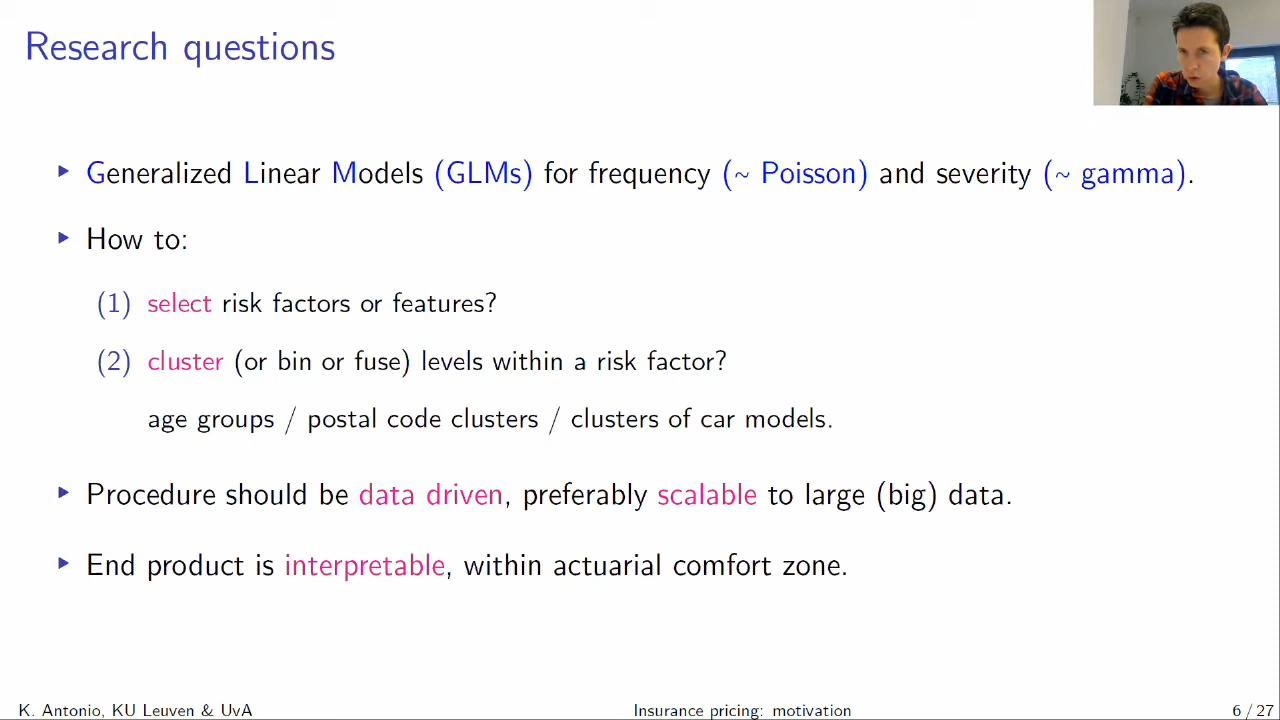 Research questions
Generalized Linear Models (GLMs) for frequency (~ Poisson) and severity (~ gamma).
How to:
(1) select risk factors or features?
(2) cluster (or bin or fuse) levels within a risk factor?
age groups / postal code clusters / clusters of car models.
Procedure should be data driven, preferably scalable to large (big) data.
End product is interpretable, within actuarial comfort zone.
K. Antonio, KU Leuven & UvA
Insurance pricing: motivation
6 / 27